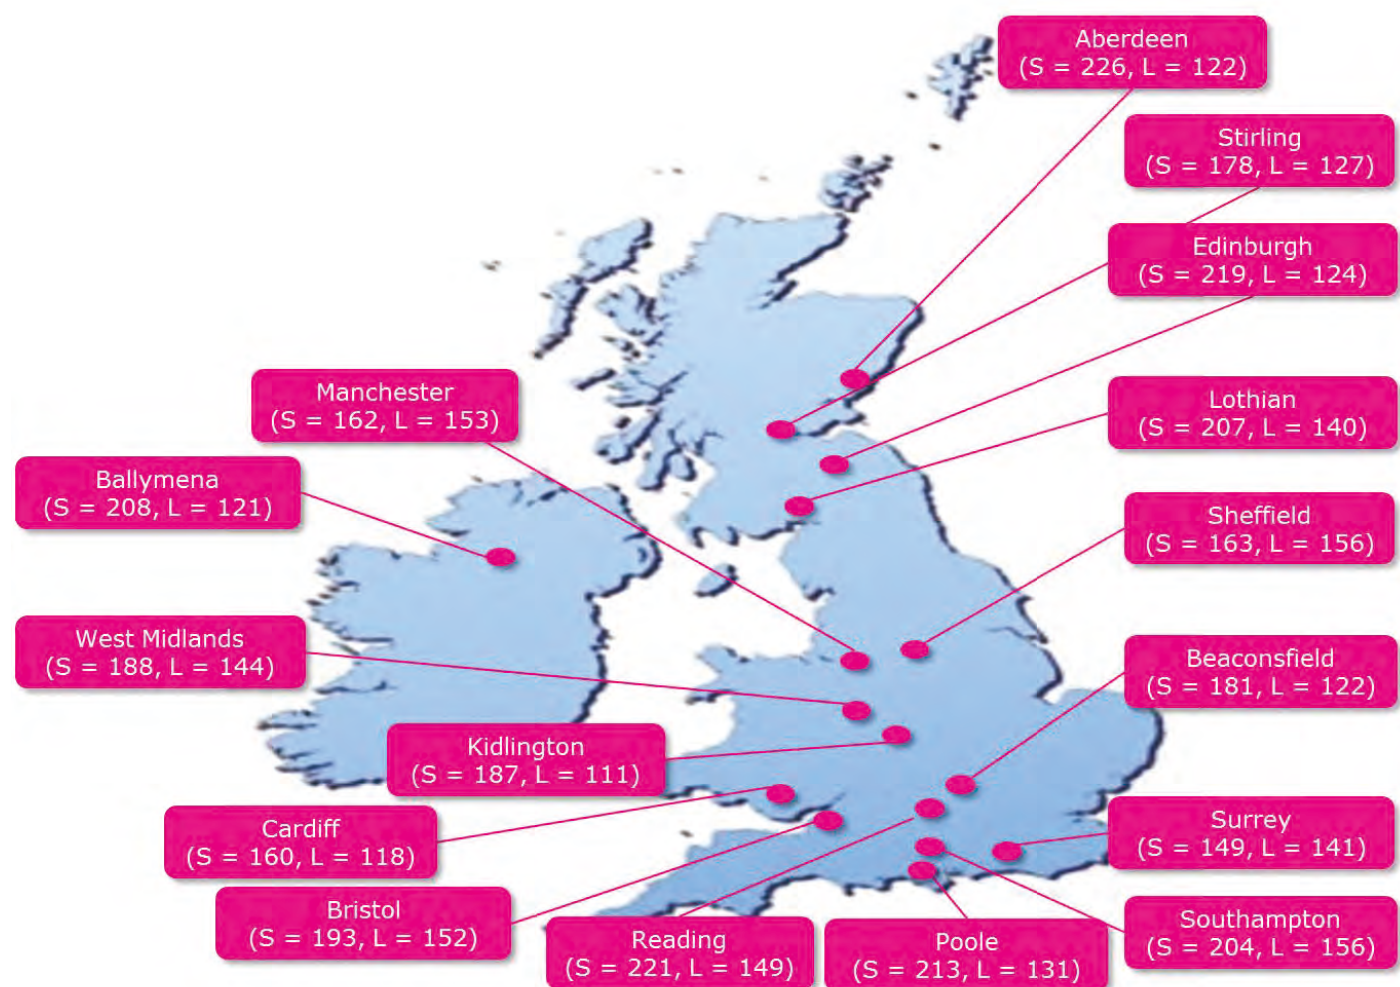 Aberdeen
(S = 226, L = 122)
Stirling
(S = 178, L = 127)
Edinburgh
(S = 219, L = 124)
Manchester
(S = 162, L = 153)
Lothian
(S = 207, L = 140)
Ballymena
(S = 208, L = 121)
Sheffield
(S = 163, L = 156)
West Midlands
(S = 188, L = 144)
Beaconsfield
(S = 181, L = 122)
Kidlington
(S = 187, L = 111)
Cardiff
(S = 160, L = 118)
Surrey
(S = 149, L = 141)
Bristol
(S = 193, L = 152)
Reading
(S = 221, L = 149)
Poole
(S = 213, L = 131)
Southampton
(S = 204, L = 156)